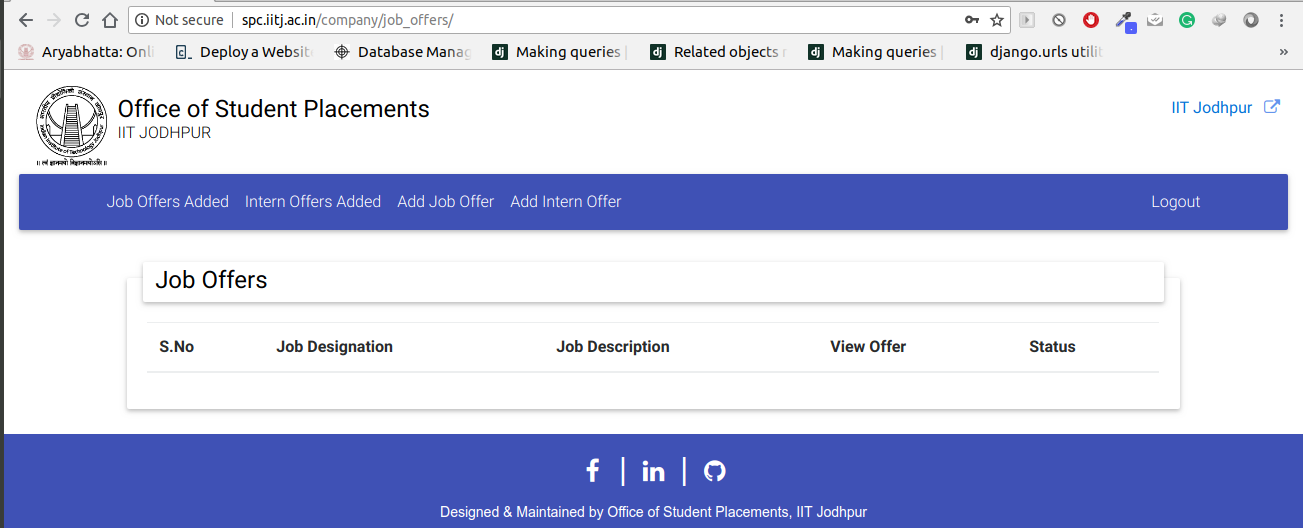 Not secure | spc.iitj.ac.in/company/job_offers/
Aryabhatta: Onli Deploy a Websit Database Manag Making queries | Related objects r Making queries | django.urls utilit »
Office of Student Placements
IIT JODHPUR
IIT Jodhpur
Job Offers Added Intern Offers Added Add Job Offer Add Intern Offer Logout
Job Offers
S.No Job Designation Job Description View Offer Status
Designed & Maintained by Office of Student Placements, IIT Jodhpur